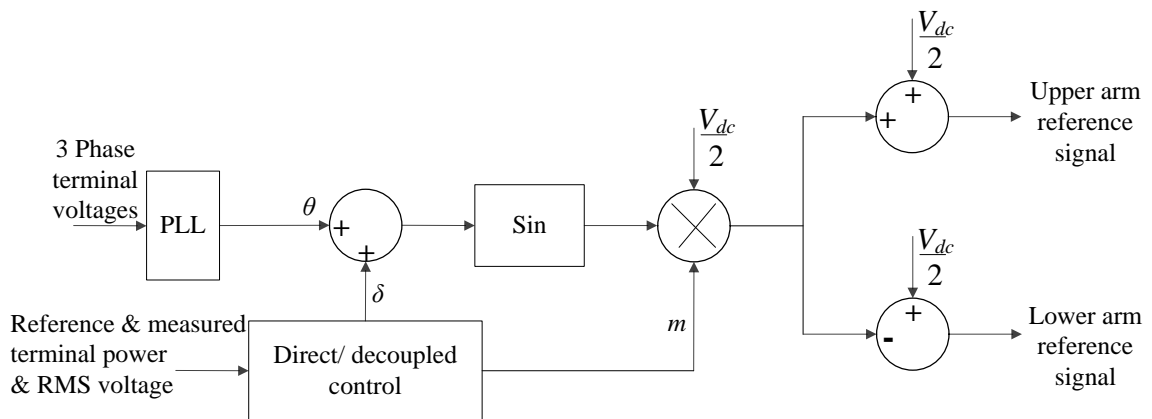 V_dc
2
Upper arm
reference
signal
+
+
3 Phase
terminal
voltages
PLL
θ
+
+
Sin
V_dc
2
δ
m
Reference & measured
terminal power
& RMS voltage
Direct/ decoupled
control
V_dc
2
+
-
Lower arm
reference
signal